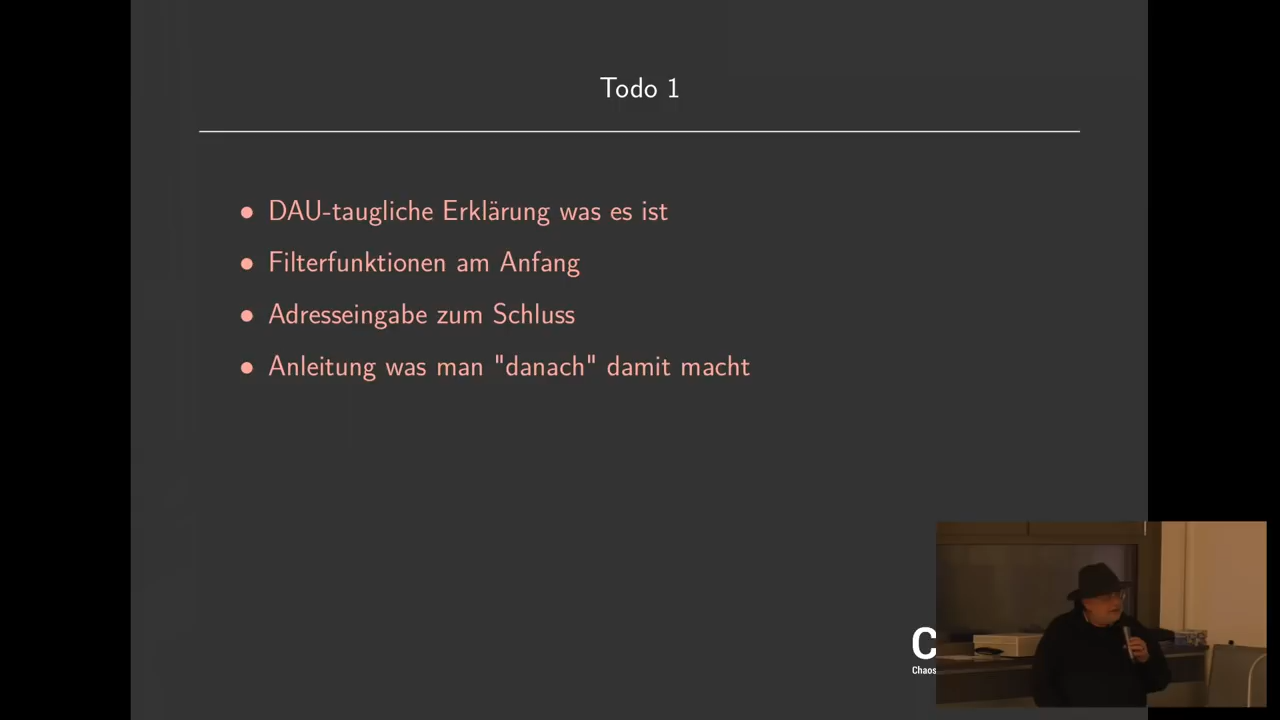 Todo 1
DAU-taugliche Erklärung was es ist
Filterfunktionen am Anfang
Adresseingabe zum Schluss
Anleitung was man "danach" damit macht
C
Chaos